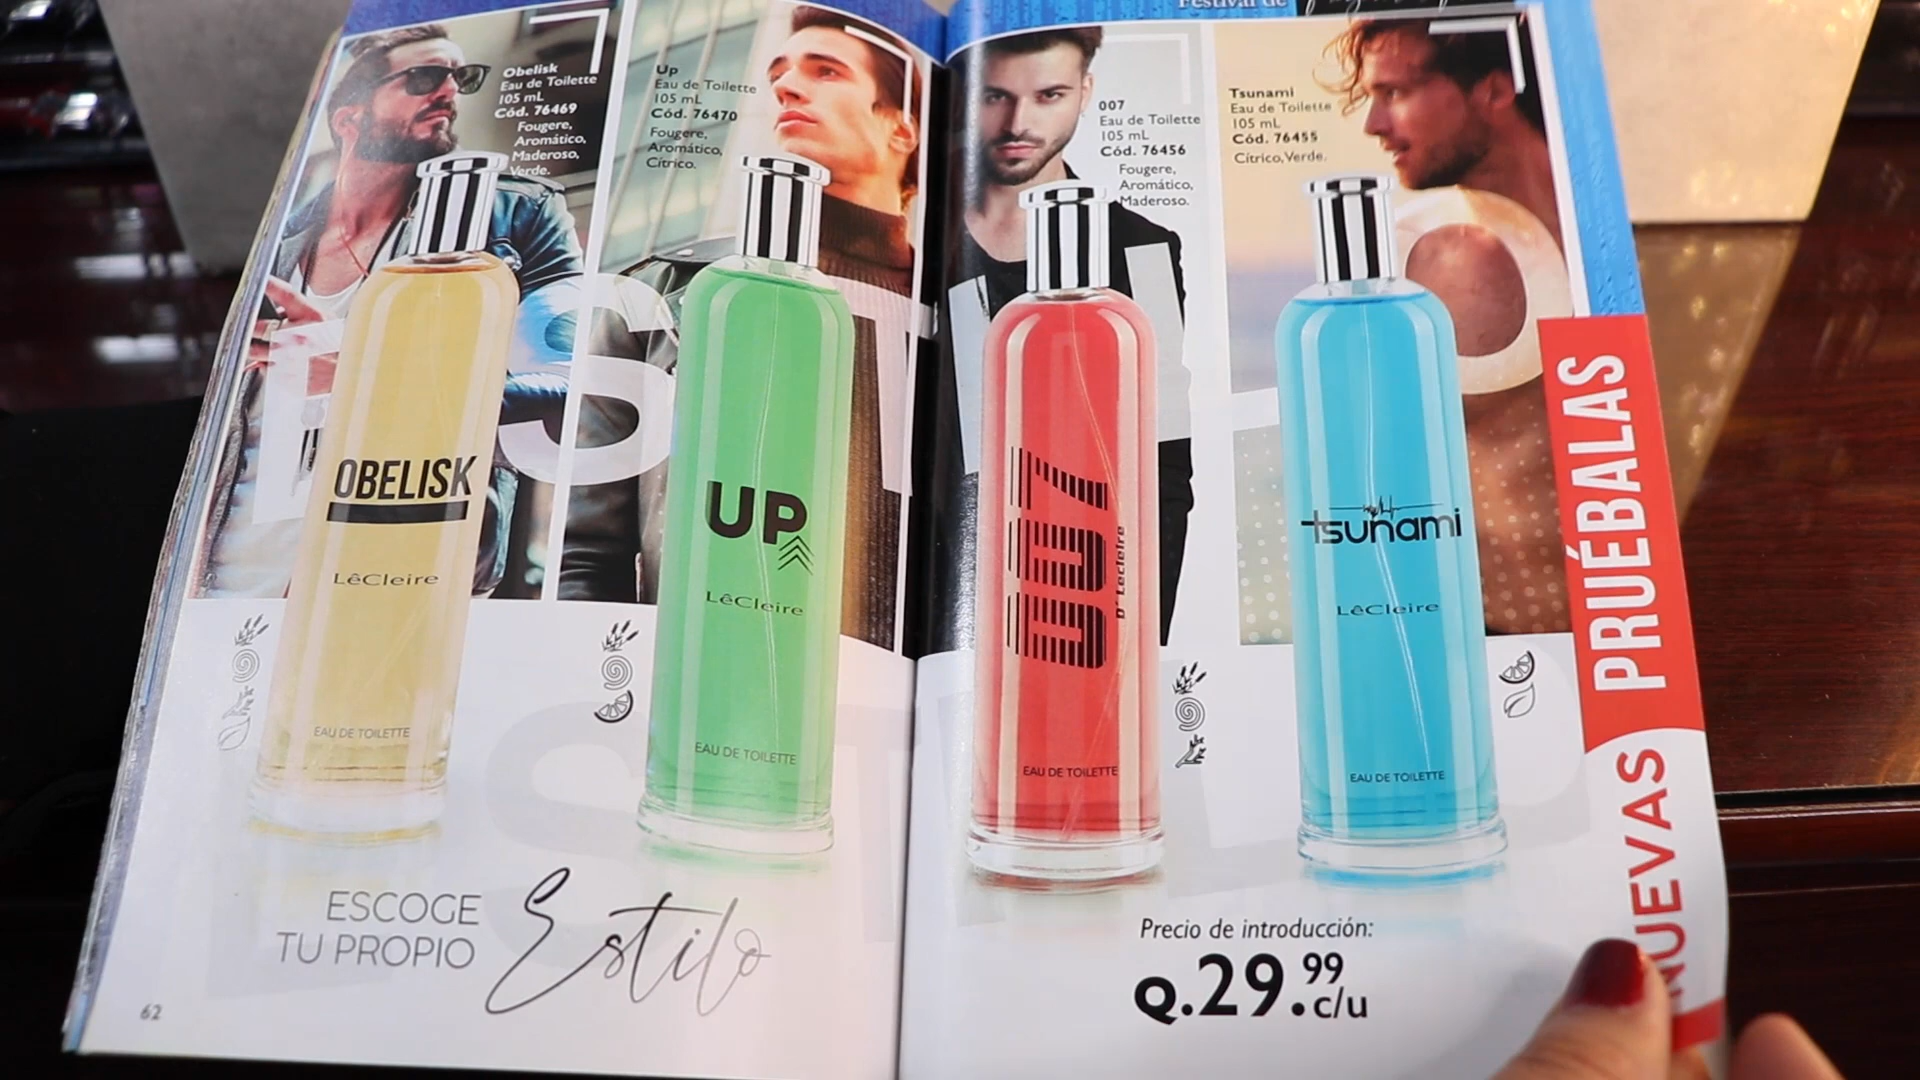 Festival de
Obelisk
Eau de Toilette
105 mL
Cód. 76469
Fougere,
Aromático,
Maderoso,
Verde.
Up
Eau de Toilette
105 mL
Cód. 76470
Fougere,
Aromático,
Cítrico.
007
Eau de Toilette
105 mL
Cód. 76456
Fougere,
Aromático,
Maderoso.
Tsunami
Eau de Toilette
105 mL
Cód. 76455
Cítrico, Verde.
OBELISK
LêCleire
EAU DE TOILETTE
UP
LêCleire
EAU DE TOILETTE
007
D' Lecleire
EAU DE TOILETTE
tsunami
LêCleire
EAU DE TOILETTE
NUEVAS PRUÉBALAS
ESCOGE
TU PROPIO
Estilo
Precio de introducción:
Q.29.99 c/u
62